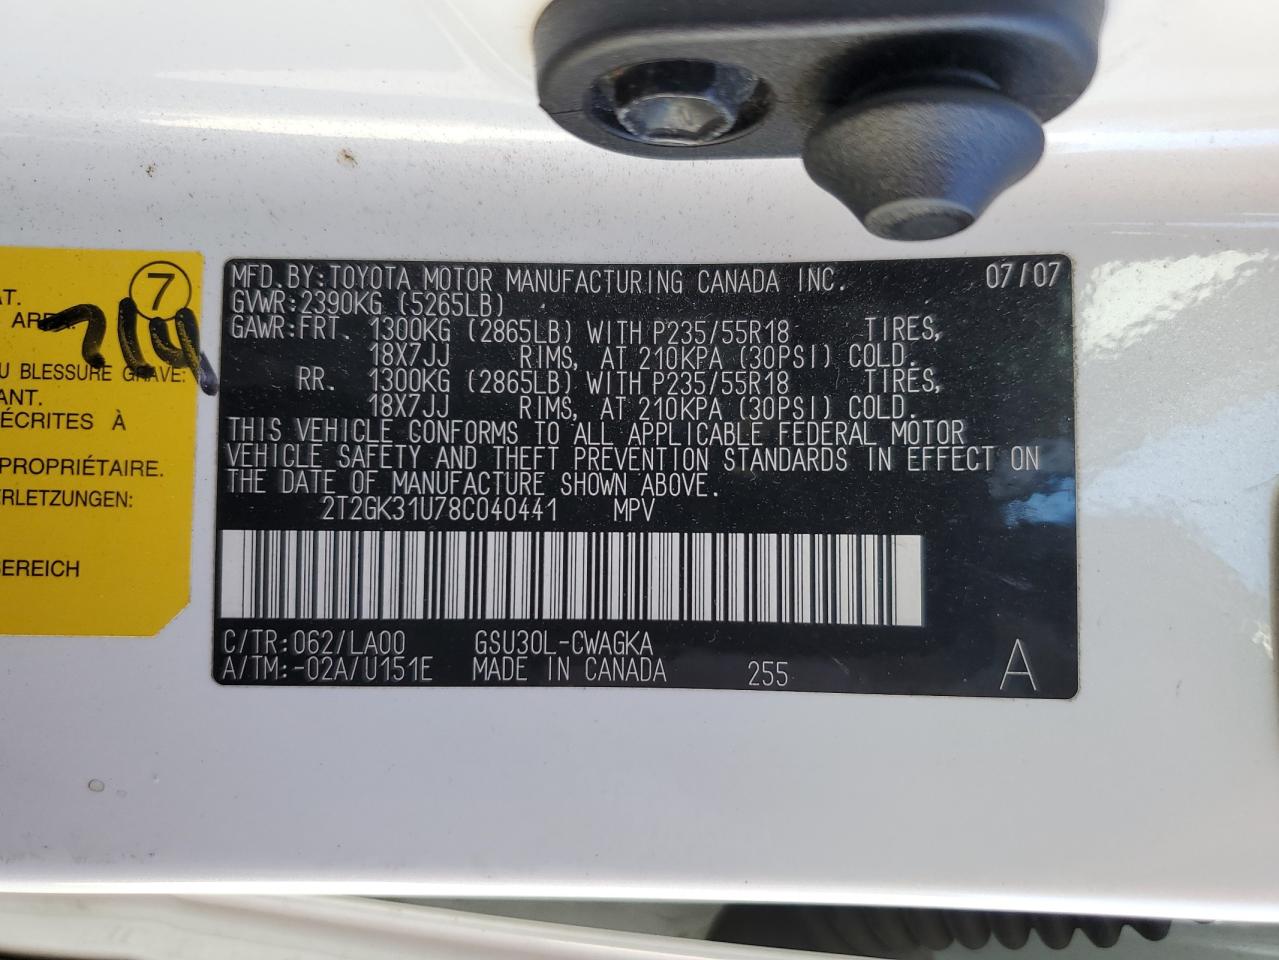 MFD.BY:TOYOTA MOTOR MANUFACTURING CANADA INC. 07/07
GVWR:2390KG (5265LB)
GAWR:FRT. 1300KG (2865LB) WITH P235/55R18 TIRES,
18X7JJ RIMS, AT 210KPA (30PSI) COLD.
RR. 1300KG (2865LB) WITH P235/55R18 TIRES,
18X7JJ RIMS, AT 210KPA (30PSI) COLD.
THIS VEHICLE CONFORMS TO ALL APPLICABLE FEDERAL MOTOR
VEHICLE SAFETY AND THEFT PREVENTION STANDARDS IN EFFECT ON
THE DATE OF MANUFACTURE SHOWN ABOVE.
2T2GK31U78C040441 MPV
C/TR:062/LA00 GSU30L-CWAGKA
A/TM:-02A/U151E MADE IN CANADA 255 A
7
AT.
AREA.
U BLESSURE GRAVE:
ANT.
DÉCRITES À
PROPRIÉTAIRE.
ERLETZUNGEN:
BEREICH